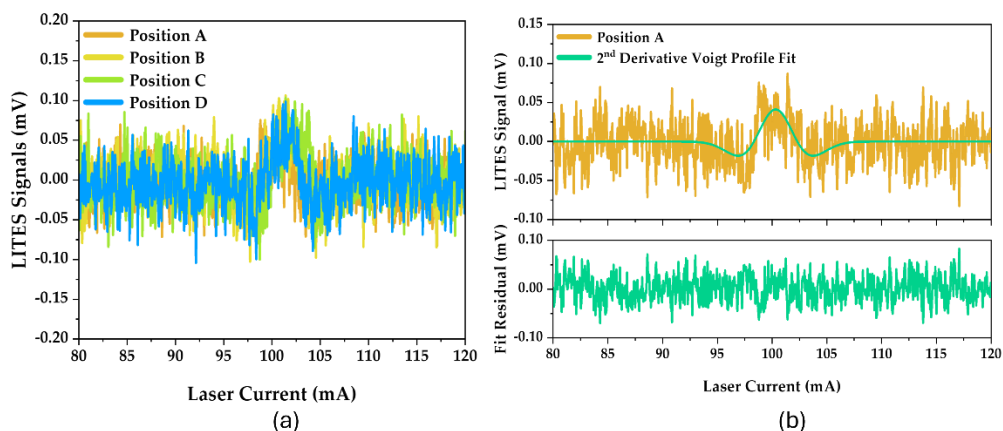 0.20
0.15
0.10
0.05
0.00
-0.05
-0.10
-0.15
-0.20
LITES Signals (mV)
Position A
Position B
Position C
Position D
80 85 90 95 100 105 110 115 120
Laser Current (mA)
(a)
0.10
0.05
0.00
-0.05
-0.10
LITES Signal (mV)
Position A
2nd Derivative Voigt Profile Fit
0.10
0.00
-0.10
Fit Residual (mV)
80 85 90 95 100 105 110 115 120
Laser Current (mA)
(b)